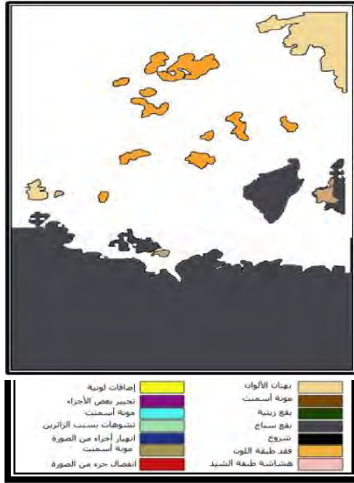 بهتان الألوان
مونة أسمنت
بقع زيتية
بقع سناج
شروخ
فقد طبقة اللون
هشاشة طبقة الشيد
إضافات لونية
تحبير بعض الأجزاء
مونة أسمنت
تشوهات بسبب الزائرين
انهيار أجزاء من الصورة
مونة أسمنت
انفصال جزء من الصورة